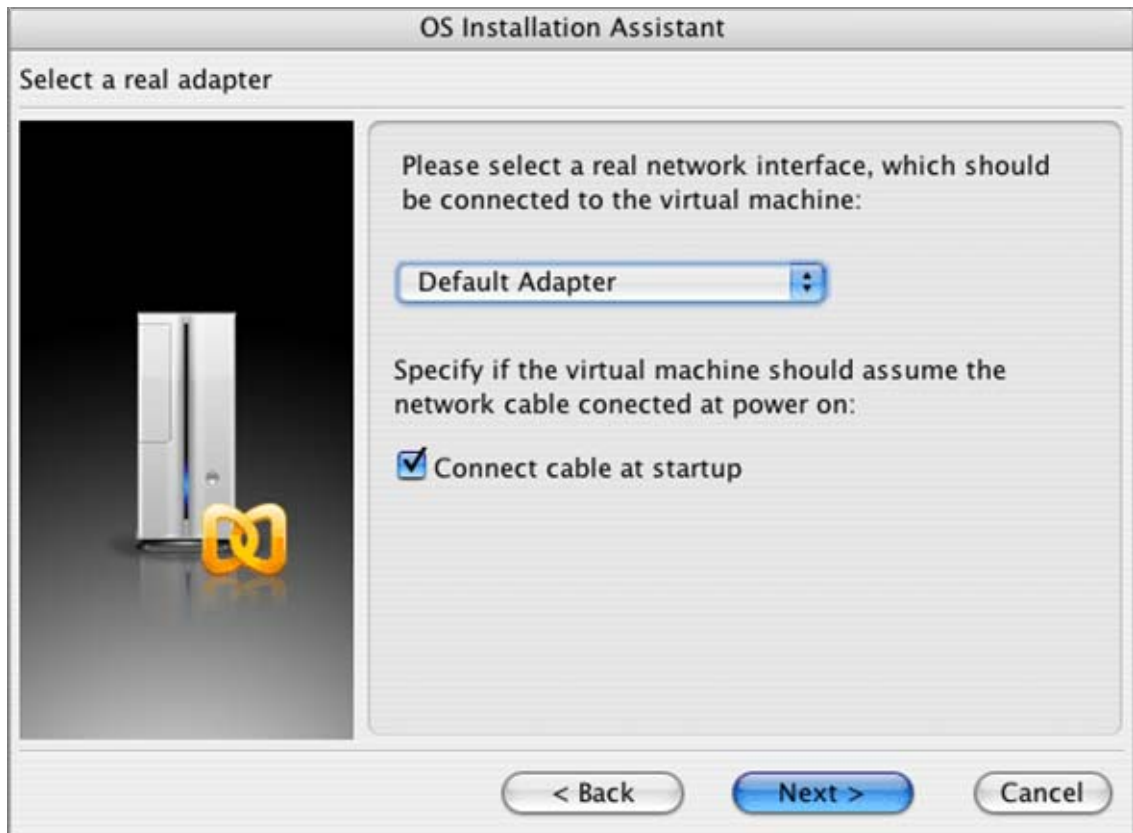 OS Installation Assistant
Select a real adapter
Please select a real network interface, which should
be connected to the virtual machine:
Default Adapter
Specify if the virtual machine should assume the
network cable conected at power on:
Connect cable at startup
< Back
Next >
Cancel